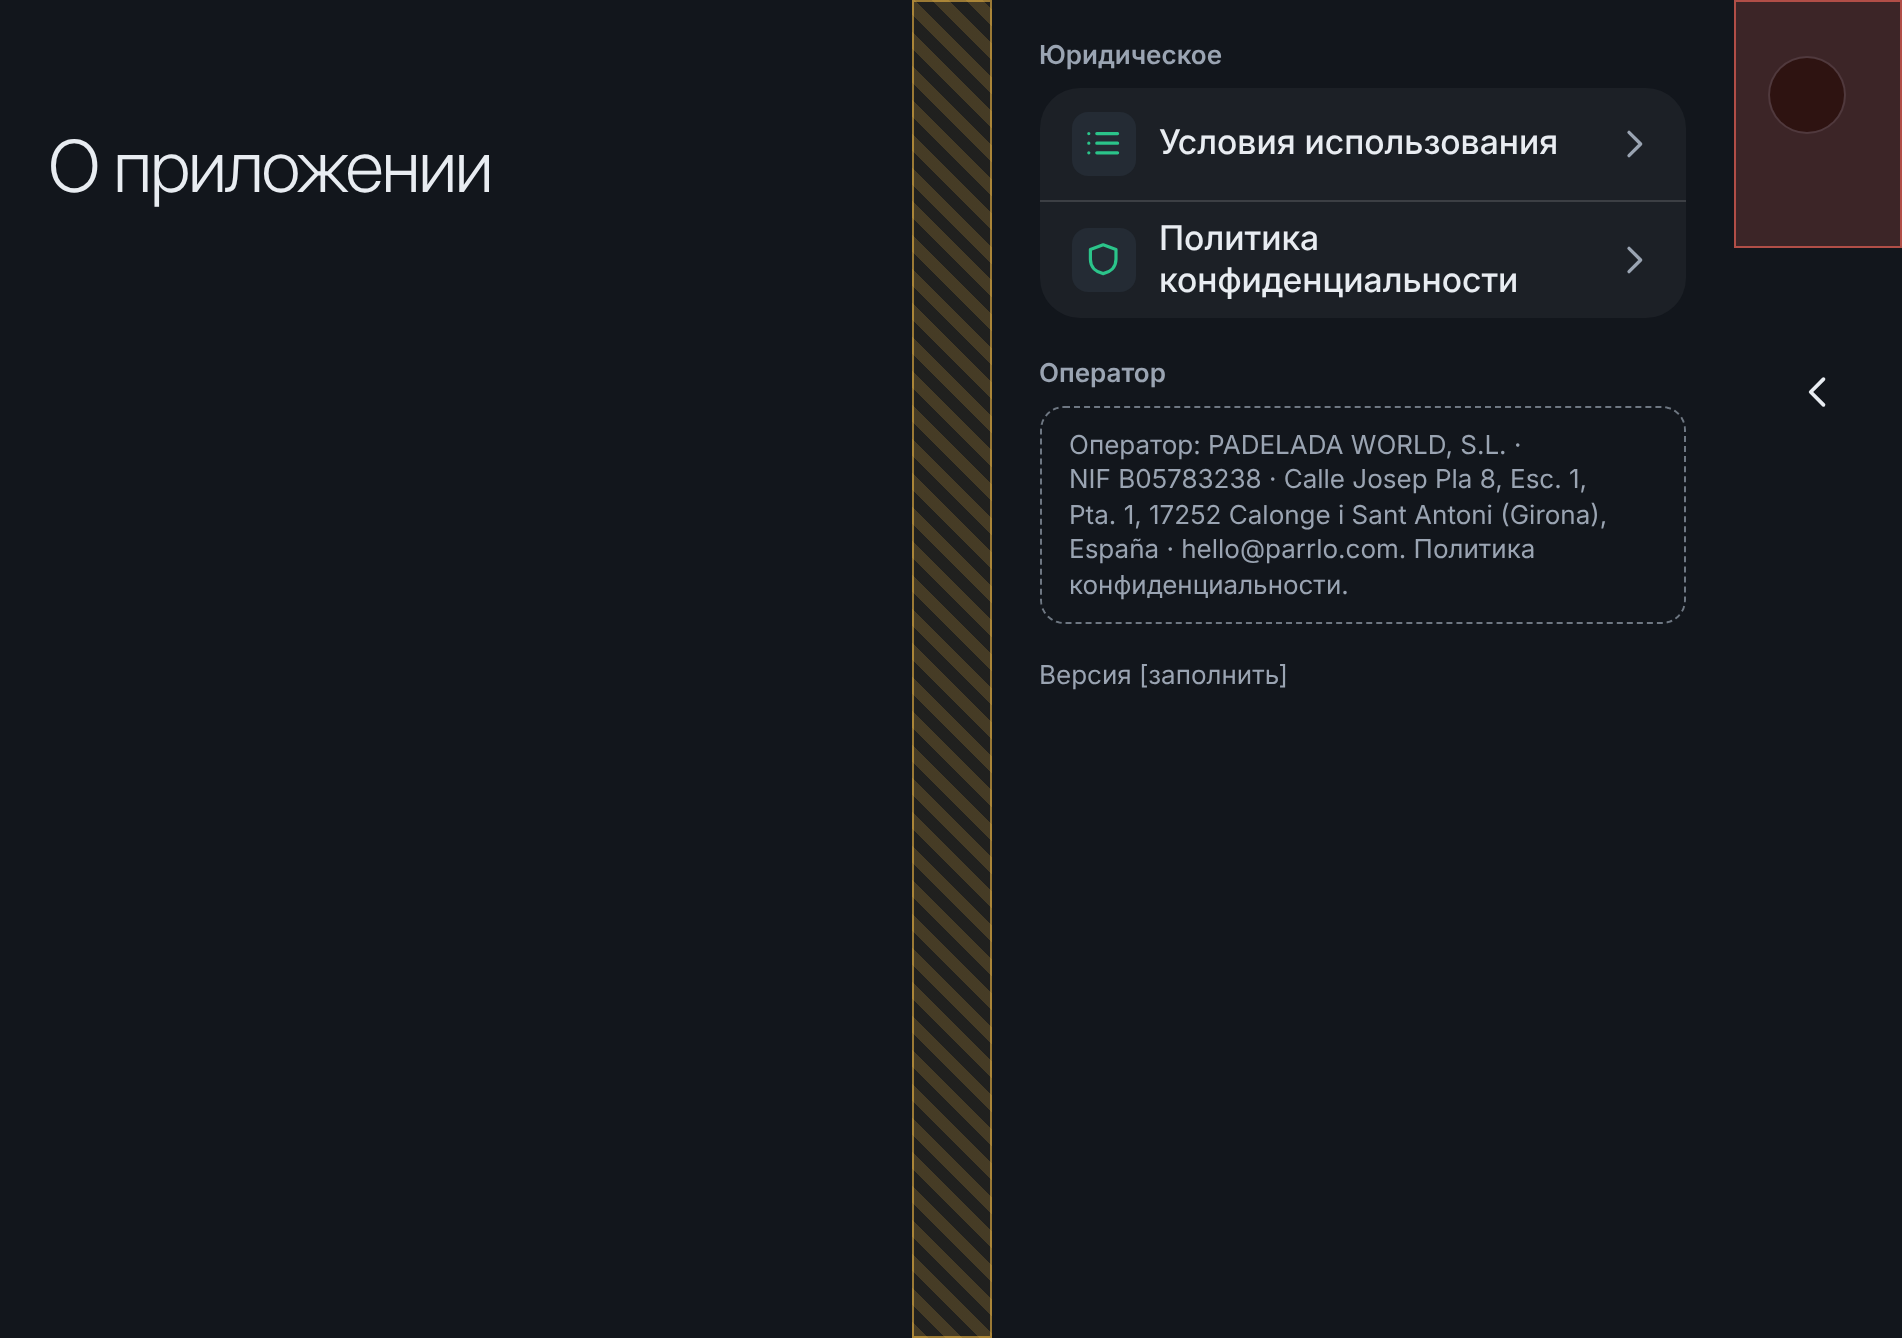 О приложении
Юридическое
Условия использования
Политика
конфиденциальности
Оператор
Оператор: PADELADA WORLD, S.L. ·
NIF B05783238 · Calle Josep Pla 8, Esc. 1,
Pta. 1, 17252 Calonge i Sant Antoni (Girona),
España · hello@parrlo.com. Политика
конфиденциальности.
Версия [заполнить]